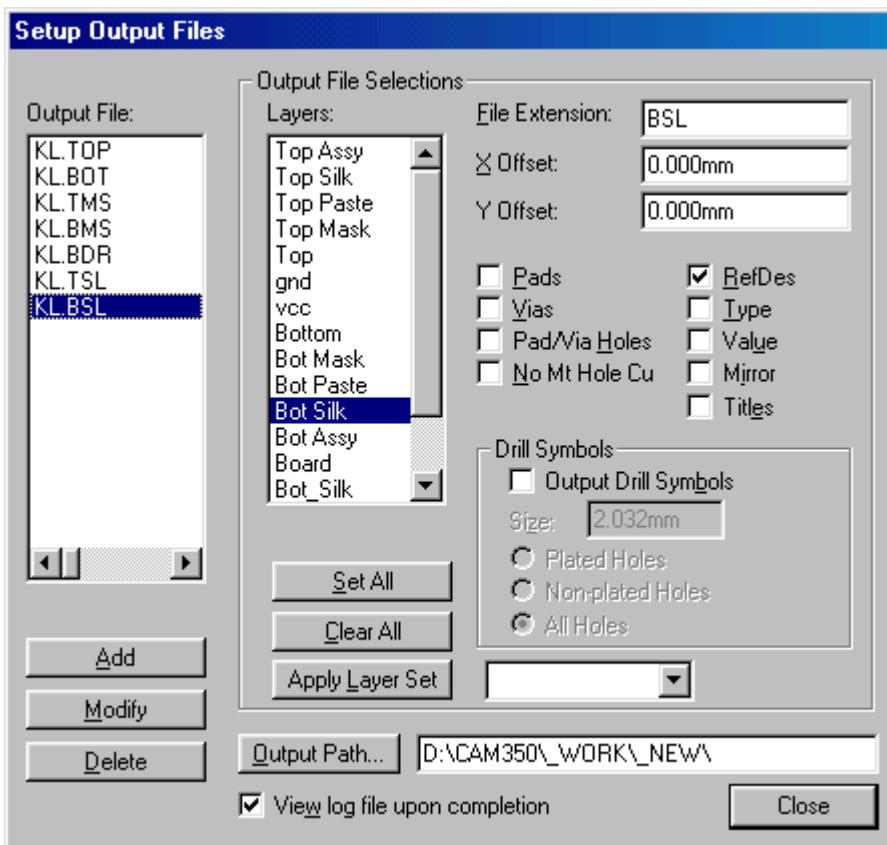 Setup Output Files
Output File:
KL.TOP
KL.BOT
KL.TMS
KL.BMS
KL.BDR
KL.TSL
KL.BSL
Add
Modify
Delete
Output File Selections
Layers:
Top Assy
Top Silk
Top Paste
Top Mask
Top
gnd
vcc
Bottom
Bot Mask
Bot Paste
Bot Silk
Bot Assy
Board
Bot_Silk
Set All
Clear All
Apply Layer Set
File Extension: BSL
X Offset: 0.000mm
Y Offset: 0.000mm
Pads
Vias
Pad/Via Holes
No Mt Hole Cu
RefDes
Type
Value
Mirror
Titles
Drill Symbols
Output Drill Symbols
Size: 2.032mm
Plated Holes
Non-plated Holes
All Holes
Output Path... D:\CAM350\_WORK\_NEW\
View log file upon completion
Close